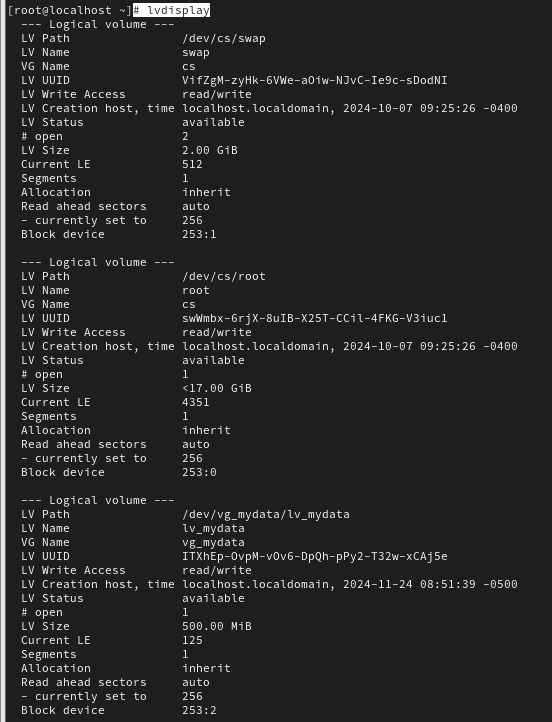 [root@localhost ~]# lvdisplay
--- Logical volume ---
LV Path                /dev/cs/swap
LV Name                swap
VG Name                cs
LV UUID                VifZgM-zyHk-6VWe-aOiw-NJvC-Ie9c-sDodNI
LV Write Access        read/write
LV Creation host, time localhost.localdomain, 2024-10-07 09:25:26 -0400
LV Status              available
# open                 2
LV Size                2.00 GiB
Current LE             512
Segments               1
Allocation             inherit
Read ahead sectors     auto
- currently set to     256
Block device           253:1
--- Logical volume ---
LV Path                /dev/cs/root
LV Name                root
VG Name                cs
LV UUID                swWmbx-6rjX-8uIB-X25T-CCil-4FKG-V3iuc1
LV Write Access        read/write
LV Creation host, time localhost.localdomain, 2024-10-07 09:25:26 -0400
LV Status              available
# open                 1
LV Size                <17.00 GiB
Current LE             4351
Segments               1
Allocation             inherit
Read ahead sectors     auto
- currently set to     256
Block device           253:0
--- Logical volume ---
LV Path                /dev/vg_mydata/lv_mydata
LV Name                lv_mydata
VG Name                vg_mydata
LV UUID                ITXhEp-OvpM-vOv6-DpQh-pPy2-T32w-xCAj5e
LV Write Access        read/write
LV Creation host, time localhost.localdomain, 2024-11-24 08:51:39 -0500
LV Status              available
# open                 1
LV Size                500.00 MiB
Current LE             125
Segments               1
Allocation             inherit
Read ahead sectors     auto
- currently set to     256
Block device           253:2